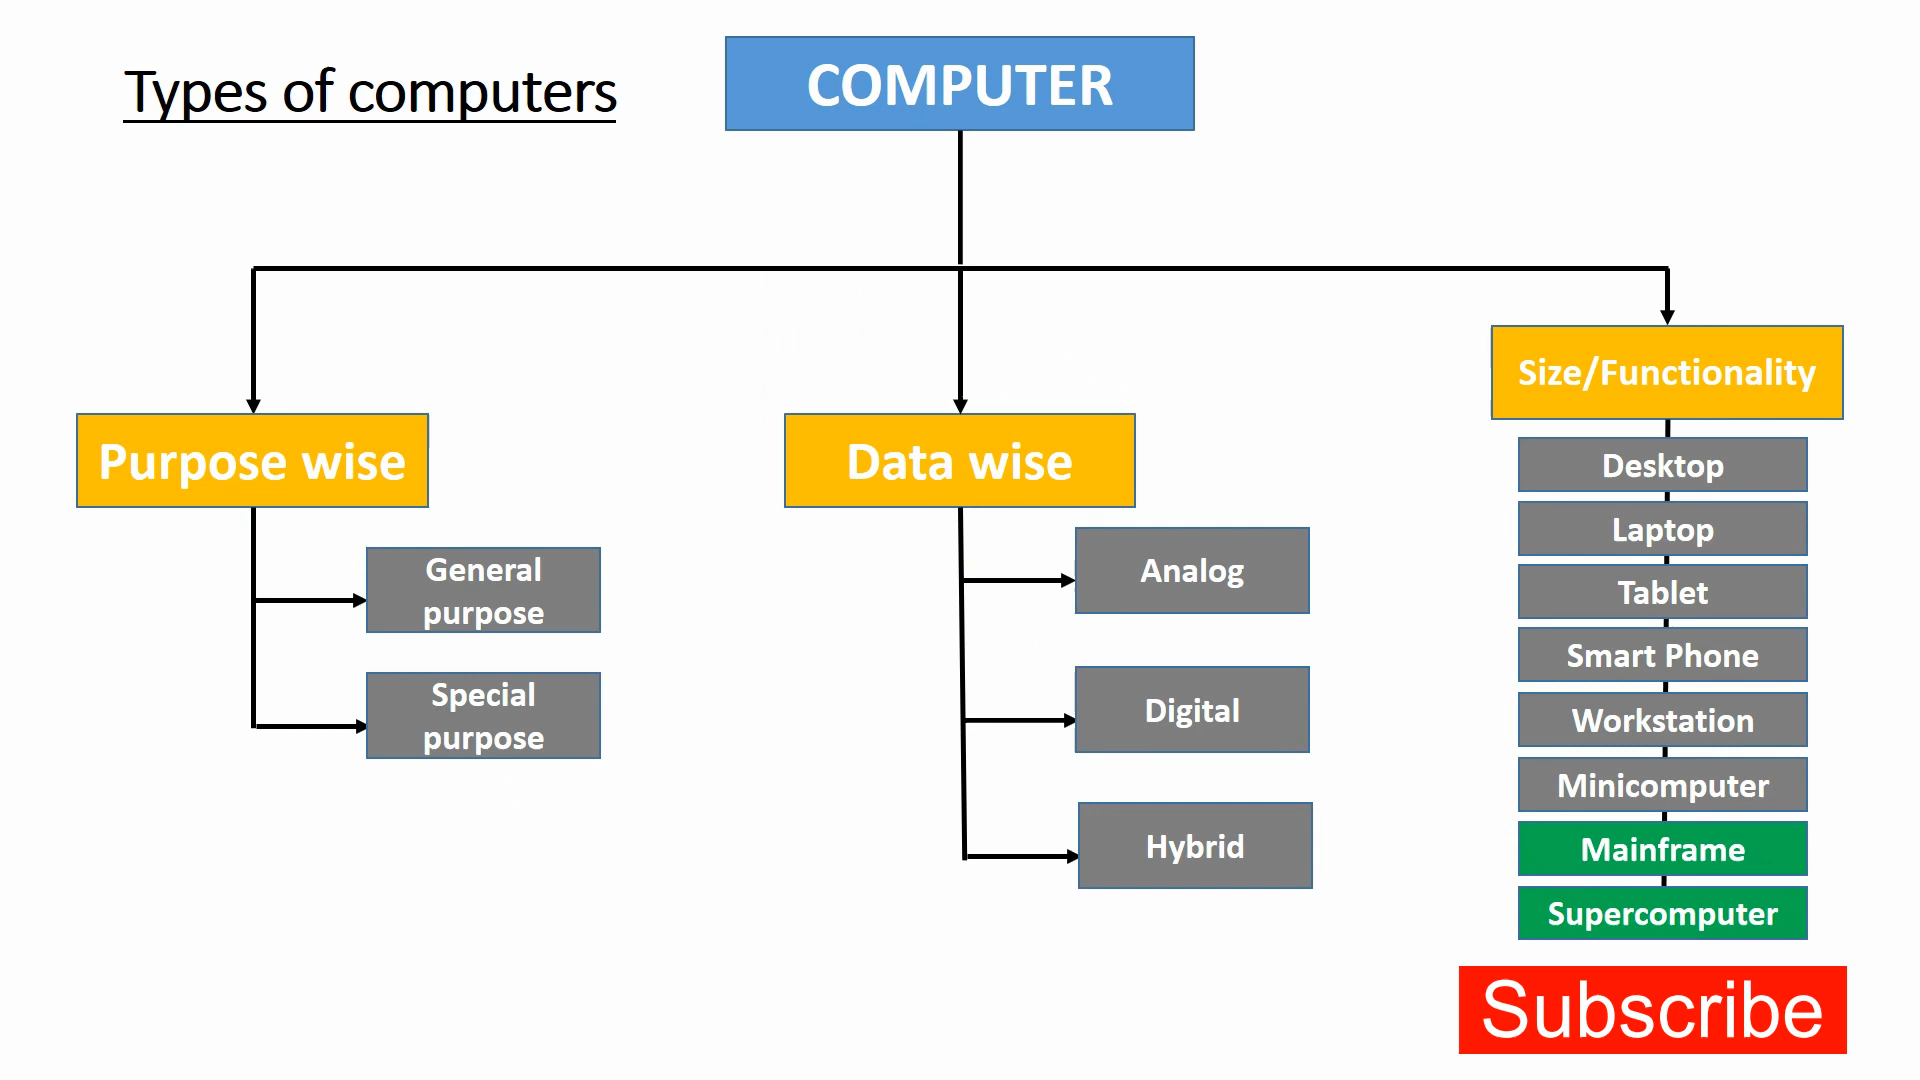 Types of computers
COMPUTER
Purpose wise
General
purpose
Special
purpose
Data wise
Analog
Digital
Hybrid
Size/Functionality
Desktop
Laptop
Tablet
Smart Phone
Workstation
Minicomputer
Mainframe
Supercomputer
Subscribe